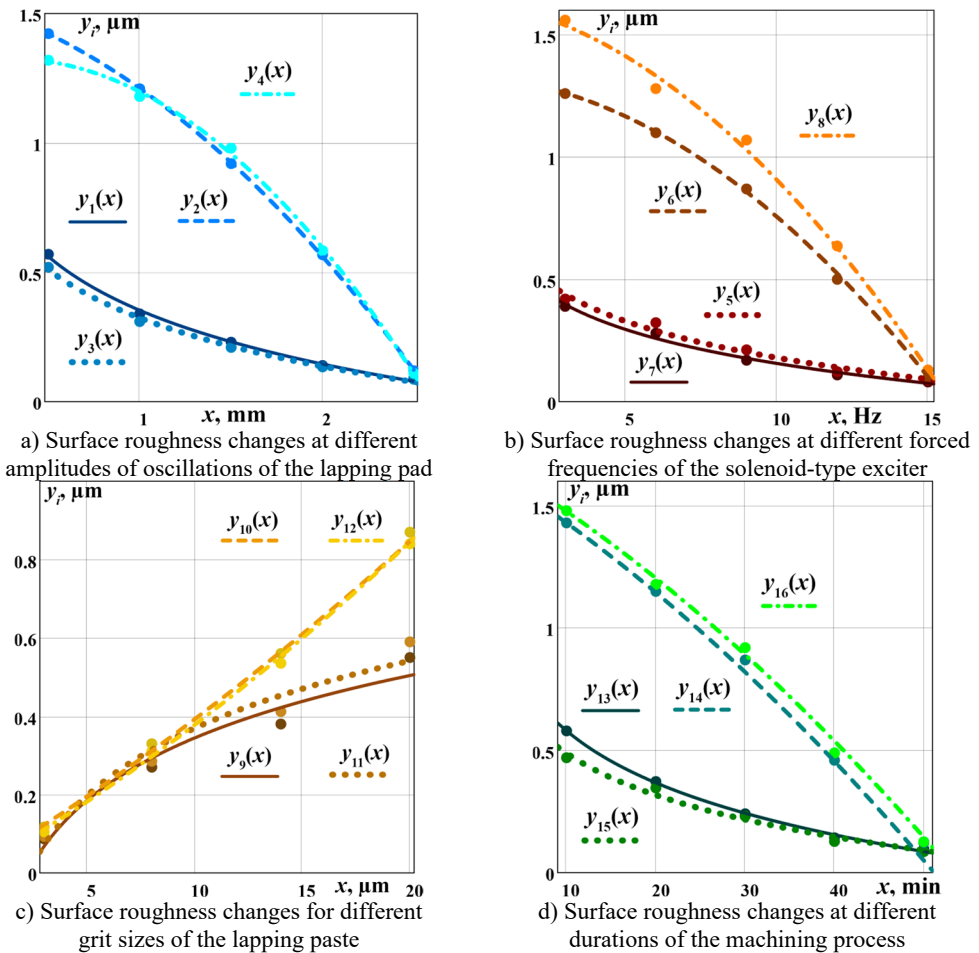 yᵢ, µm
1.5
1
0.5
0
y₄(x)
y₁(x)
y₂(x)
y₃(x)
1
2
x, mm
a) Surface roughness changes at different
amplitudes of oscillations of the lapping pad
yᵢ, µm
1.5
1
0.5
0
y₈(x)
y₆(x)
y₅(x)
y₇(x)
5
10
x, Hz
15
b) Surface roughness changes at different forced
frequencies of the solenoid-type exciter
yᵢ, µm
0.8
0.6
0.4
0.2
0
y₁₀(x)
y₁₂(x)
y₉(x)
y₁₁(x)
5
10
15
x, µm
20
c) Surface roughness changes for different
grit sizes of the lapping paste
yᵢ, µm
1.5
1
0.5
0
y₁₆(x)
y₁₃(x)
y₁₄(x)
y₁₅(x)
10
20
30
40
x, min
d) Surface roughness changes at different
durations of the machining process